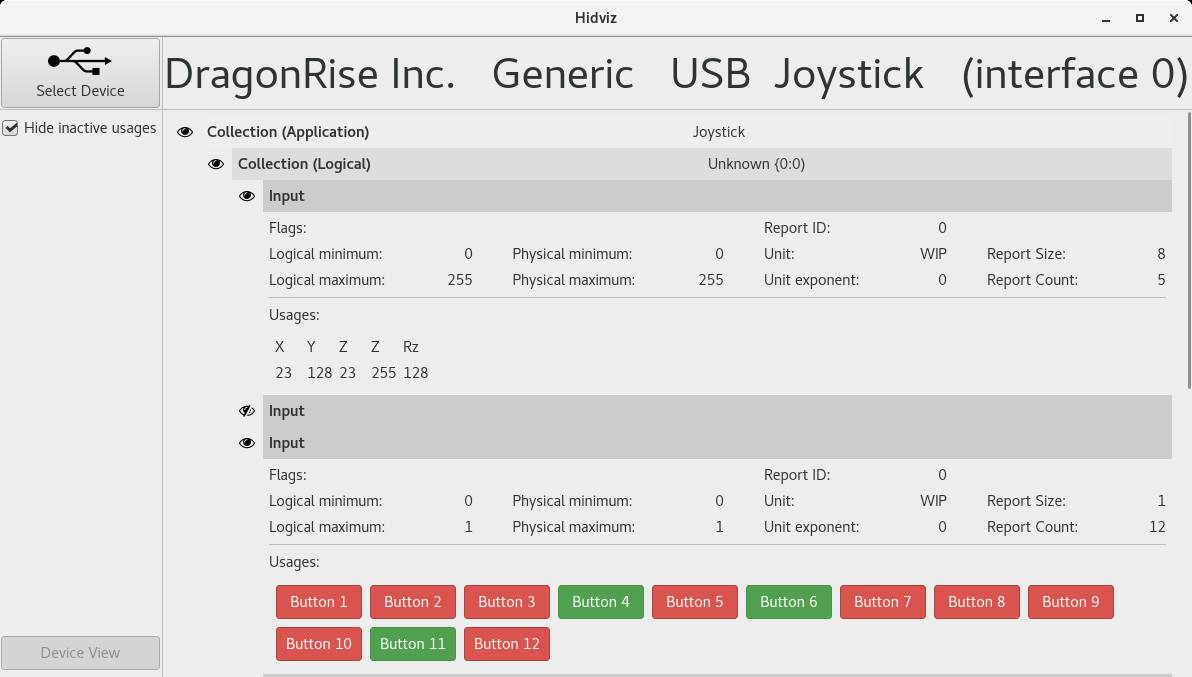 Hidviz
Select Device
DragonRise Inc. Generic USB Joystick (interface 0)
Hide inactive usages
Collection (Application) Joystick
Collection (Logical) Unknown {0:0)
Input
Flags: Report ID: 0
Logical minimum: 0 Physical minimum: 0 Unit: WIP Report Size: 8
Logical maximum: 255 Physical maximum: 255 Unit exponent: 0 Report Count: 5
Usages:
X Y Z Z Rz
23 128 23 255 128
Input
Input
Flags: Report ID: 0
Logical minimum: 0 Physical minimum: 0 Unit: WIP Report Size: 1
Logical maximum: 1 Physical maximum: 1 Unit exponent: 0 Report Count: 12
Usages:
Button 1 Button 2 Button 3 Button 4 Button 5 Button 6 Button 7 Button 8 Button 9
Button 10 Button 11 Button 12
Device View